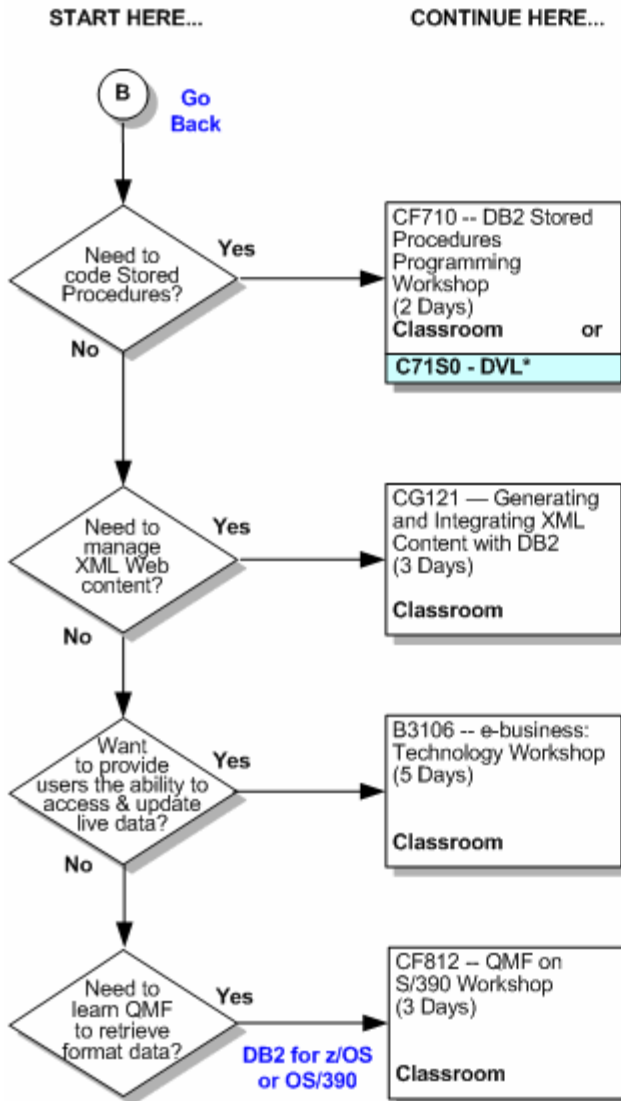 START HERE...
CONTINUE HERE...
B
Go
Back
Need to
code Stored
Procedures?
Yes
No
CF710 -- DB2 Stored
Procedures
Programming
Workshop
(2 Days)
Classroom or
C71S0 - DVL*
Need to
manage
XML Web
content?
Yes
No
CG121 — Generating
and Integrating XML
Content with DB2
(3 Days)
Classroom
Want
to provide
users the ability to
access & update
live data?
Yes
No
B3106 -- e-business:
Technology Workshop
(5 Days)
Classroom
Need to
learn QMF
to retrieve
format data?
Yes
DB2 for z/OS
or OS/390
CF812 -- QMF on
S/390 Workshop
(3 Days)
Classroom